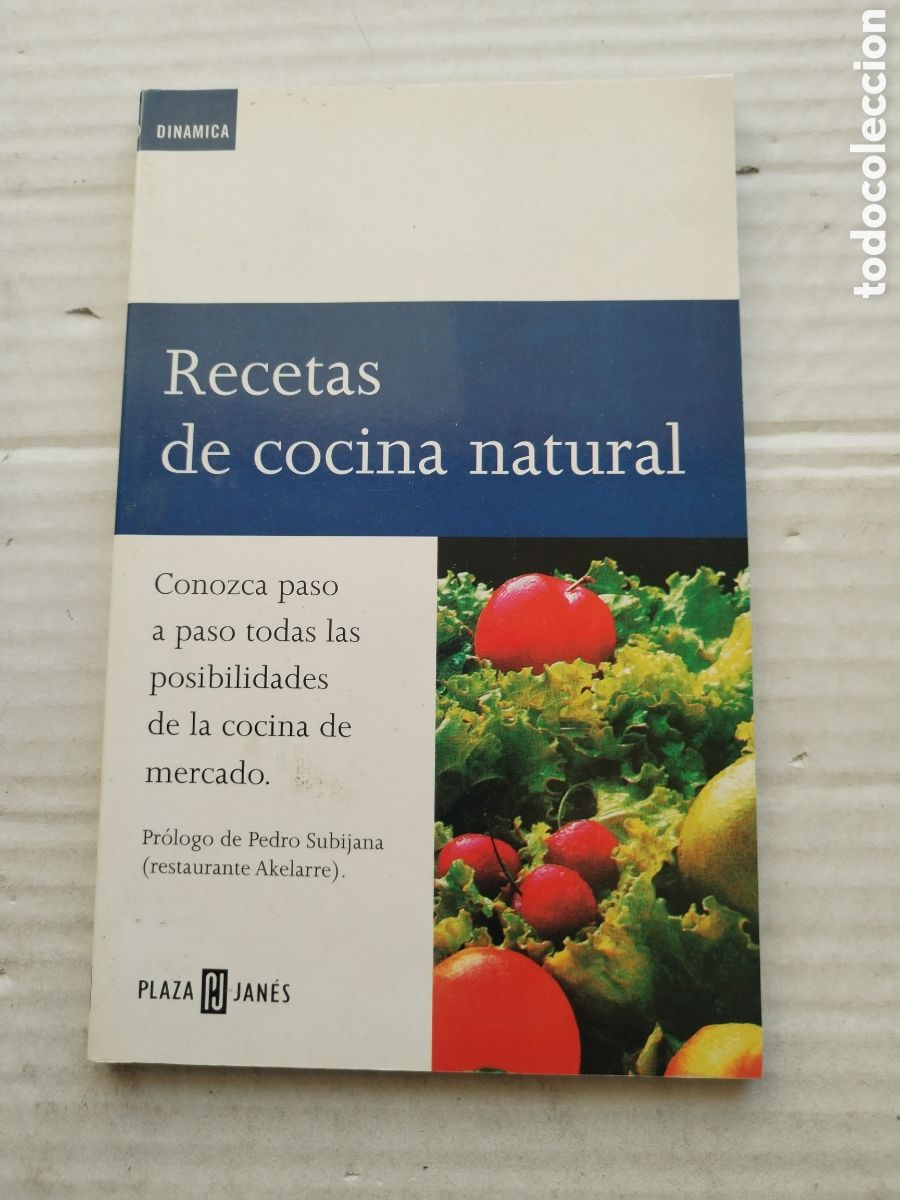 DINAMICA
Recetas
de cocina natural
Conozca paso
a paso todas las
posibilidades
de la cocina de
mercado.
Prólogo de Pedro Subijana
(restaurante Akelarre).
PLAZA JANÉS
todocoleccion